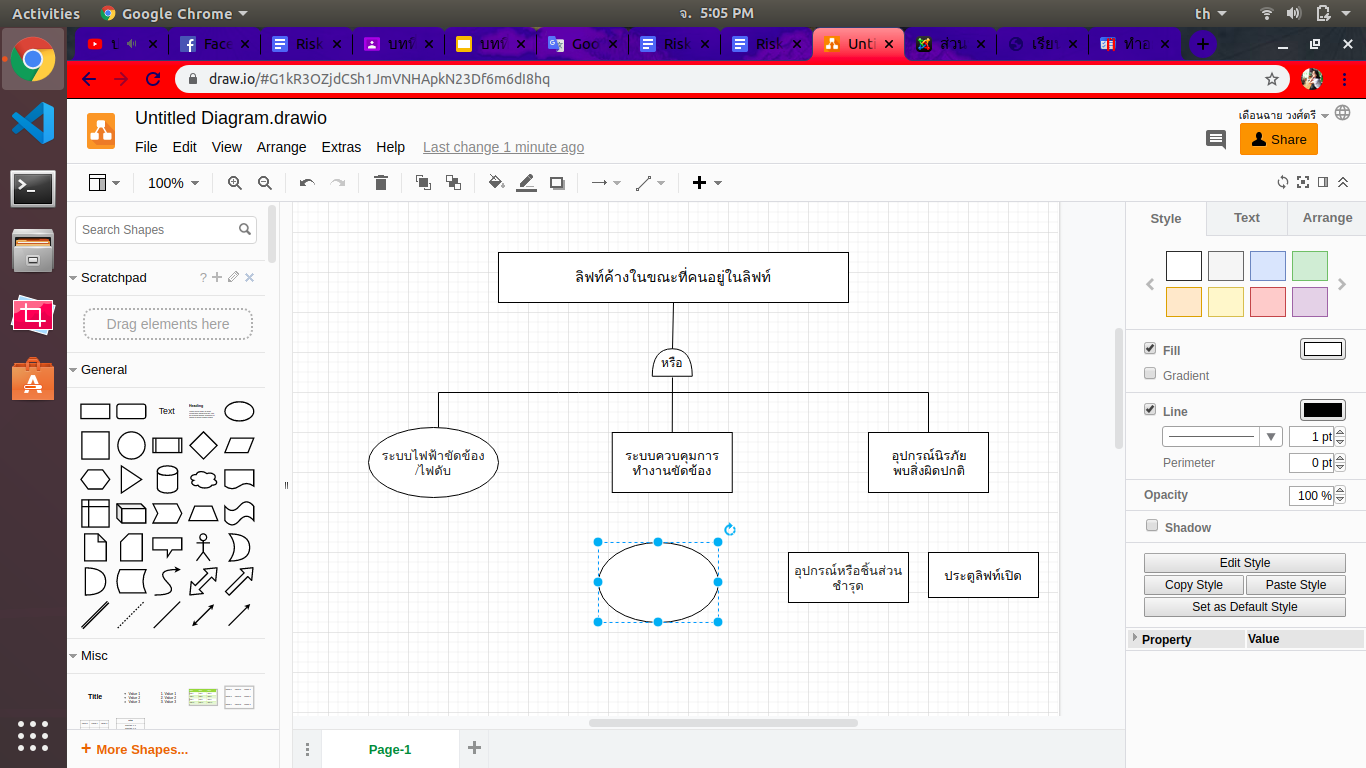 Activities
Google Chrome
จ. 5:05 PM
th
Face
Risk
บทที
บทที
Goo
Risk
Risk
Unti
ส่วน
เรีย
ทำอ
draw.io/#G1kR3OZjdCSh1JmVNHApkN23Df6m6dI8hq
Untitled Diagram.drawio
เดือนฉาย วงศ์ศรี
File Edit View Arrange Extras Help Last change 1 minute ago
Share
100%
Search Shapes
Scratchpad
?
Drag elements here
General
Text
Heading
Misc
Title
More Shapes...
ลิฟท์ค้างในขณะที่คนอยู่ในลิฟท์
หรือ
ระบบไฟฟ้าขัดข้อง
/ไฟดับ
ระบบควบคุมการ
ทำงานขัดข้อง
อุปกรณ์นิรภัย
พบสิ่งผิดปกติ
อุปกรณ์หรือชิ้นส่วน
ชำรุด
ประตูลิฟท์เปิด
Page-1
Style Text Arrange
Fill
Gradient
Line
1 pt
Perimeter 0 pt
Opacity 100 %
Shadow
Edit Style
Copy Style Paste Style
Set as Default Style
Property Value